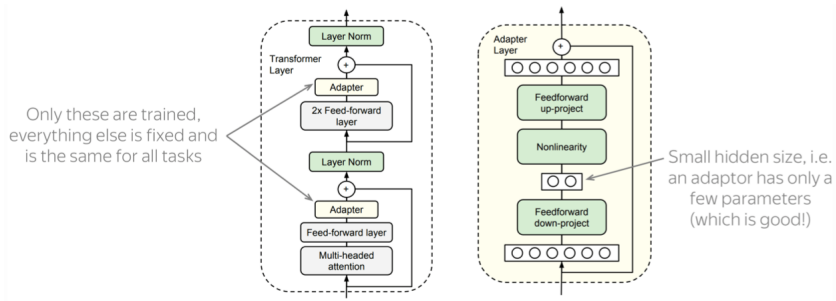 Only these are trained,
everything else is fixed and
is the same for all tasks
Layer Norm
Transformer
Layer
+
Adapter
2x Feed-forward
layer
Layer Norm
+
Adapter
Feed-forward layer
Multi-headed
attention
Adapter
Layer
+
Feedforward
up-project
Nonlinearity
Feedforward
down-project
Small hidden size, i.e.
an adaptor has only a
few parameters
(which is good!)